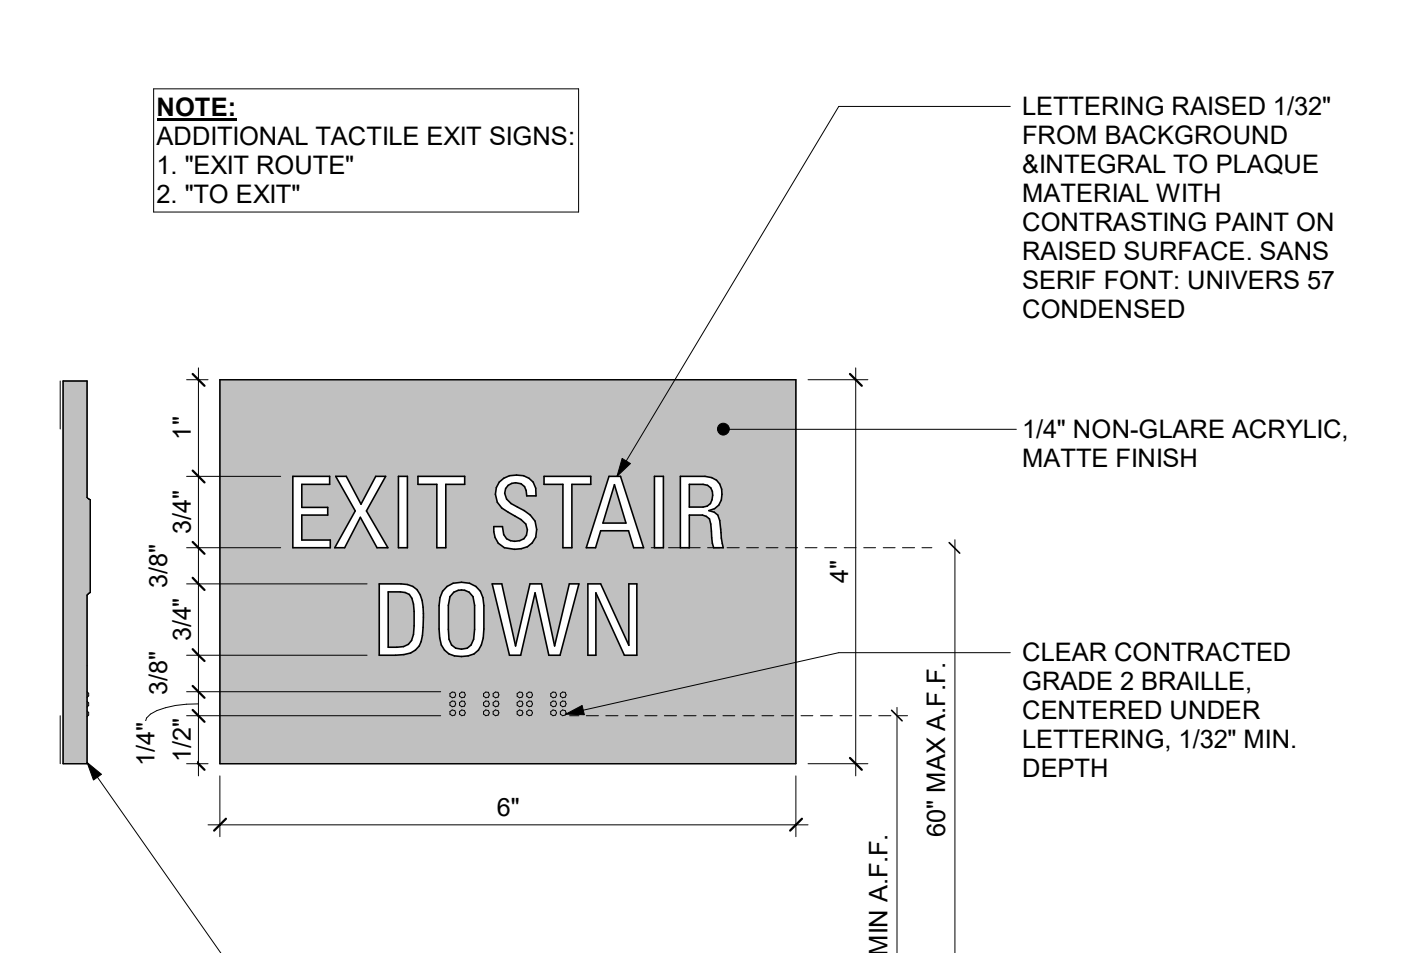 NOTE:
ADDITIONAL TACTILE EXIT SIGNS:
1. "EXIT ROUTE"
2. "TO EXIT"
LETTERING RAISED 1/32"
FROM BACKGROUND
&INTEGRAL TO PLAQUE
MATERIAL WITH
CONTRASTING PAINT ON
RAISED SURFACE. SANS
SERIF FONT: UNIVERS 57
CONDENSED
1/4" NON-GLARE ACRYLIC,
MATTE FINISH
1"
3/4"
3/8"
3/4"
3/8"
1/4"
1/2"
EXIT STAIR
DOWN
4"
6"
CLEAR CONTRACTED
GRADE 2 BRAILLE,
CENTERED UNDER
LETTERING, 1/32" MIN.
DEPTH
60" MAX A.F.F.
MIN A.F.F.